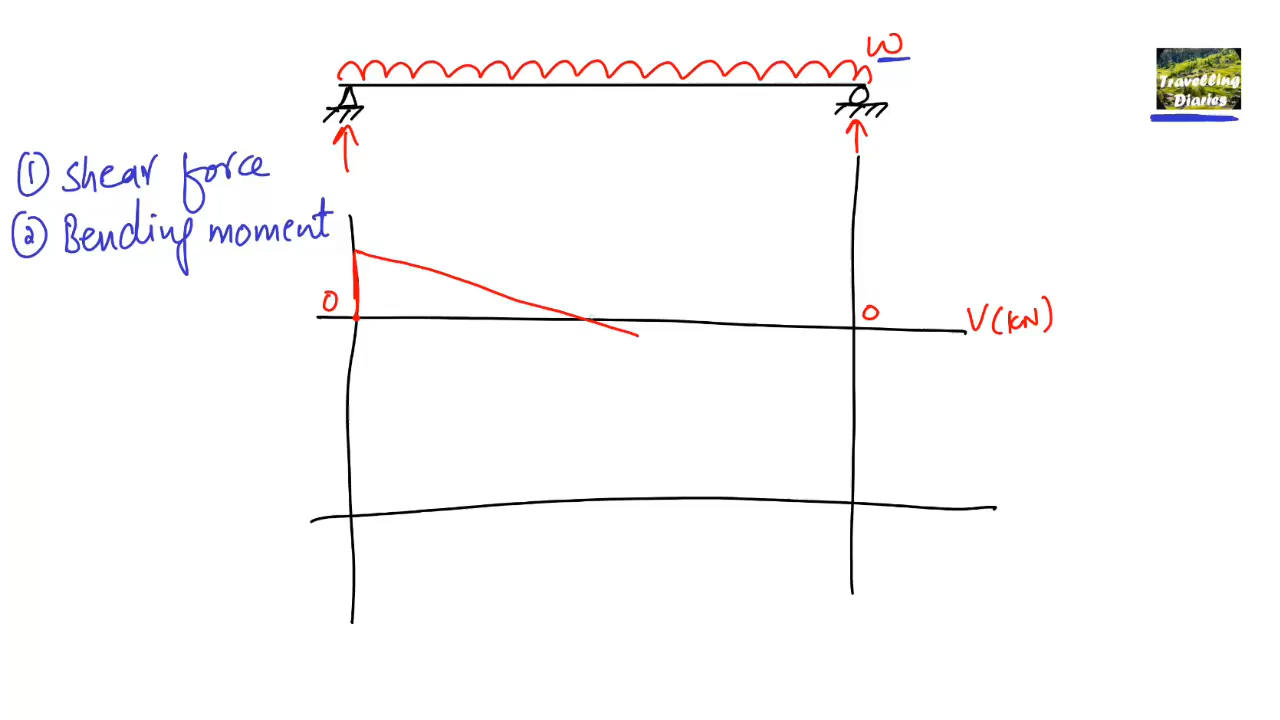 w
Travelling
Diaries
① Shear force
② Bending moment
0
0
V(kN)